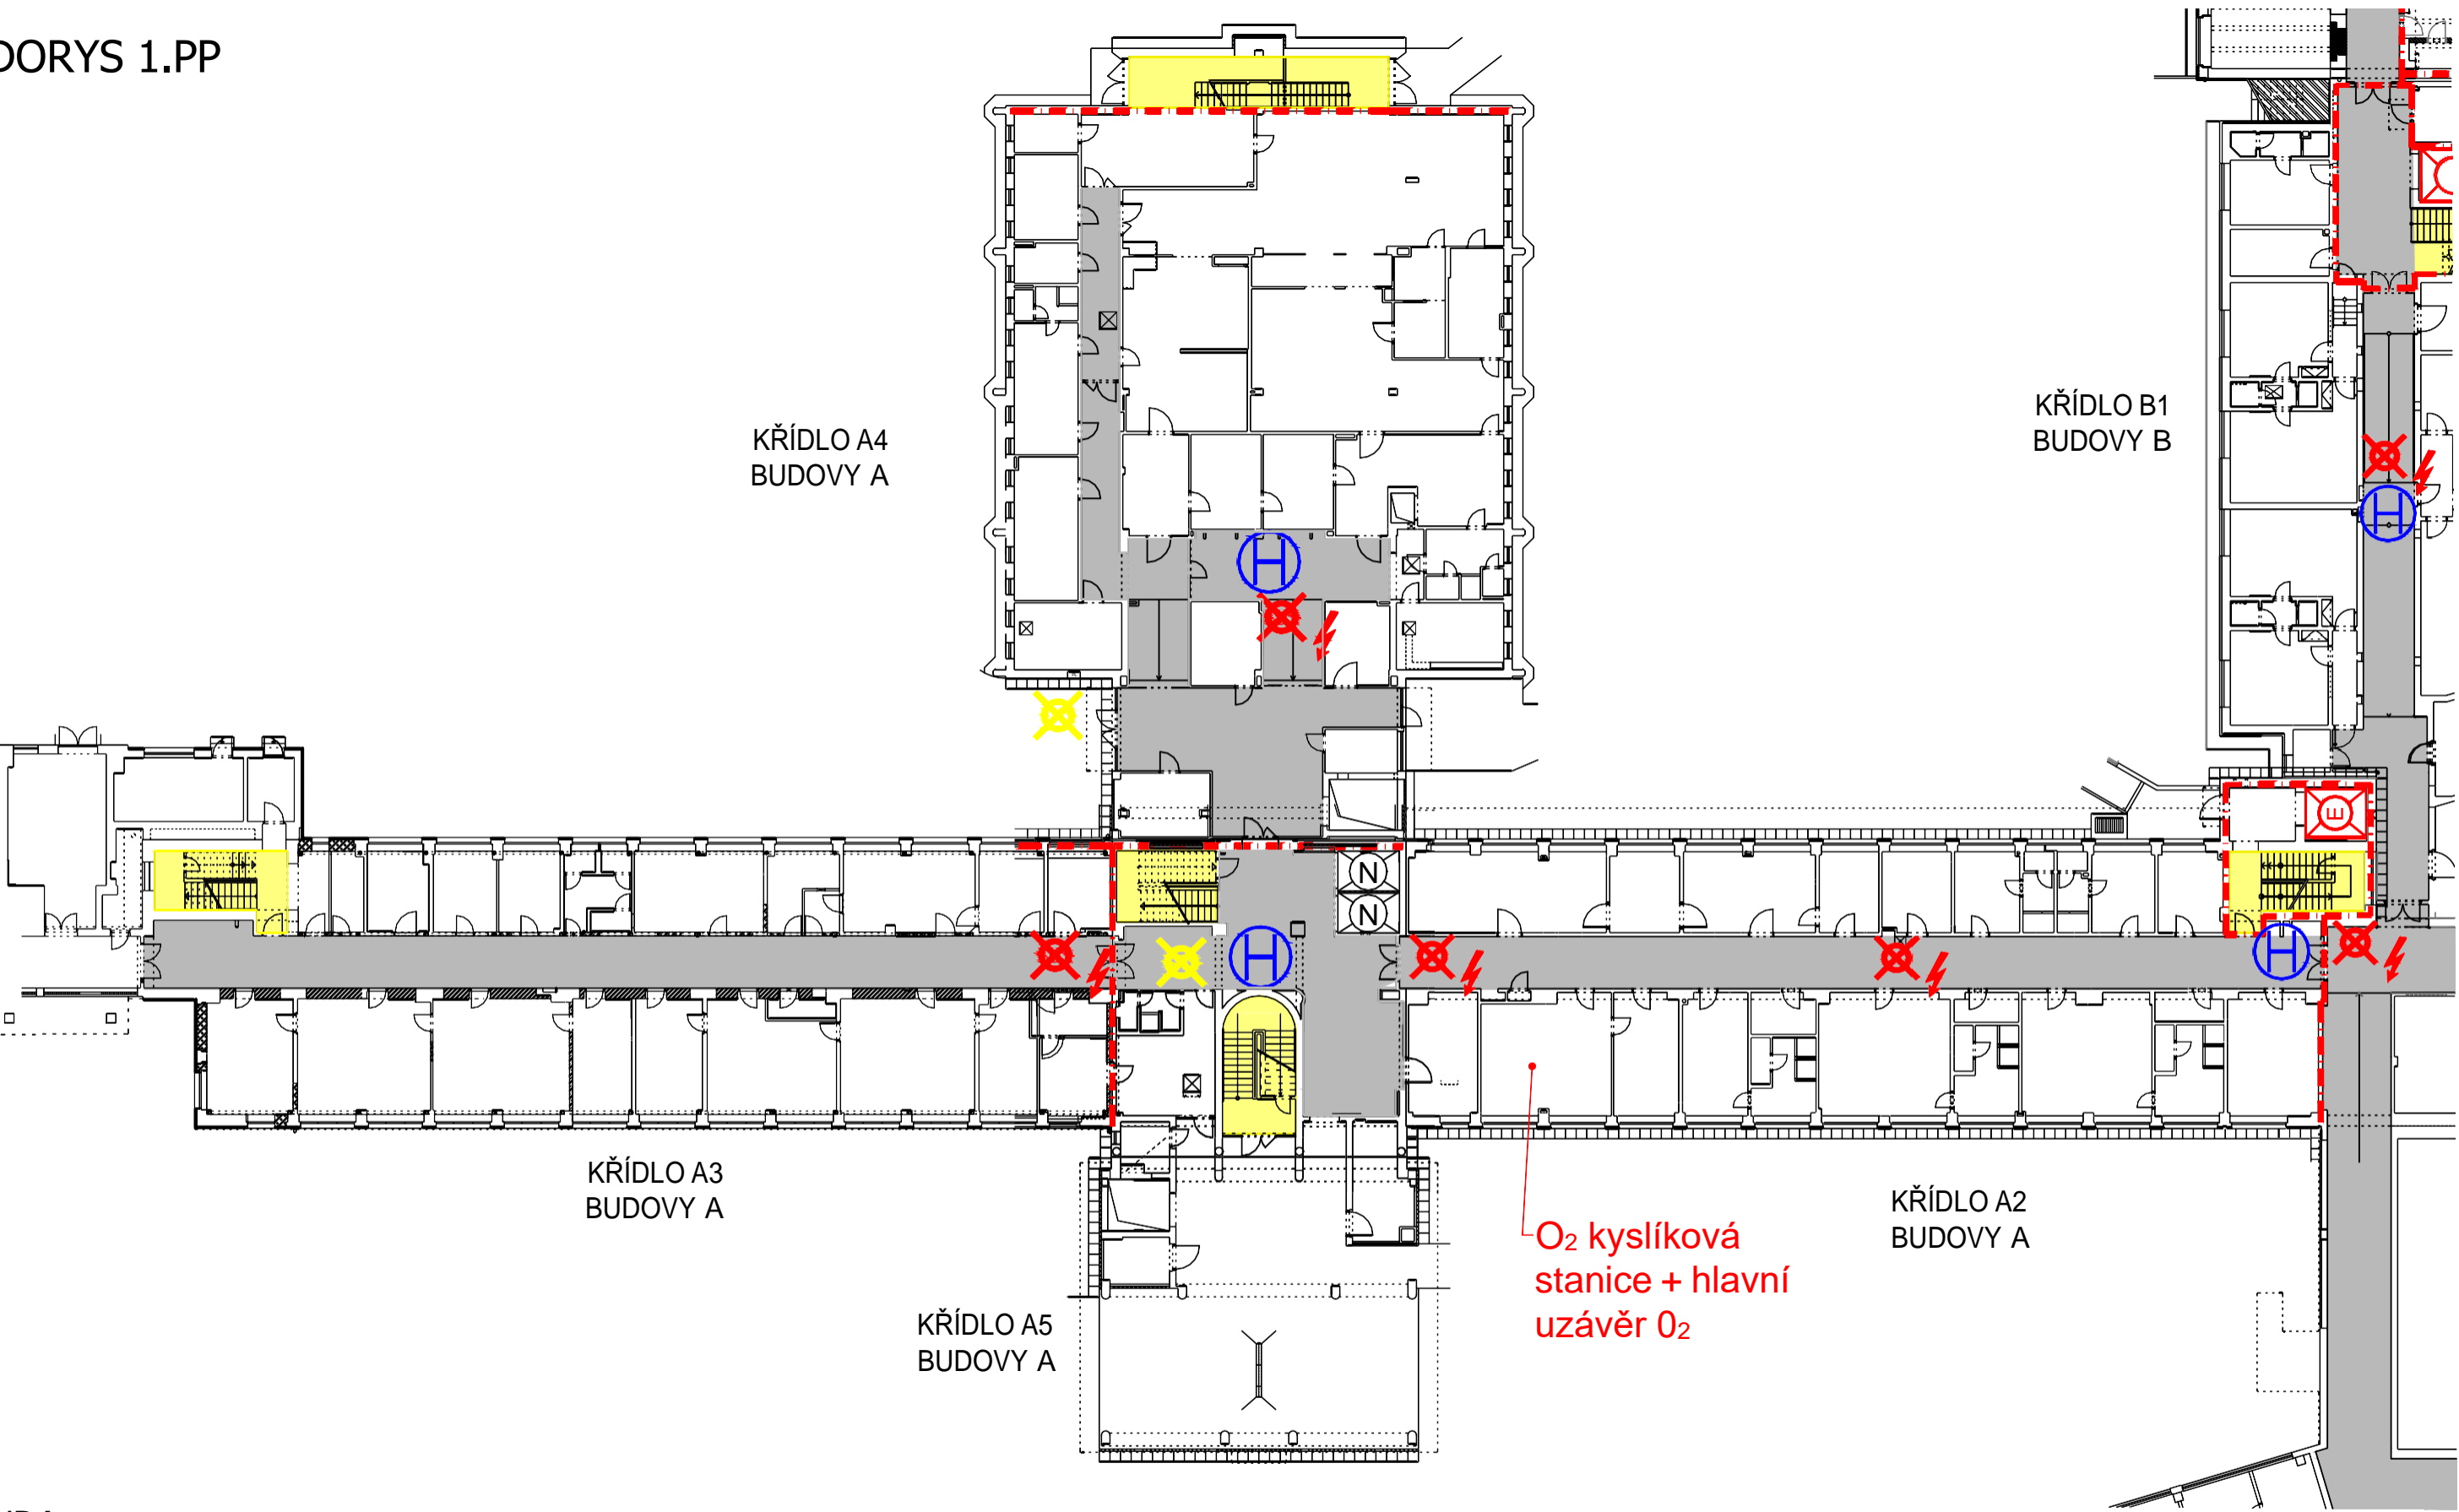 DORYS 1.PP
KŘÍDLO A4
BUDOVY A
KŘÍDLO B1
BUDOVY B
H
H
E
N
N
H
H
KŘÍDLO A3
BUDOVY A
KŘÍDLO A2
BUDOVY A
O₂ kyslíková
stanice + hlavní
uzávěr 0₂
KŘÍDLO A5
BUDOVY A